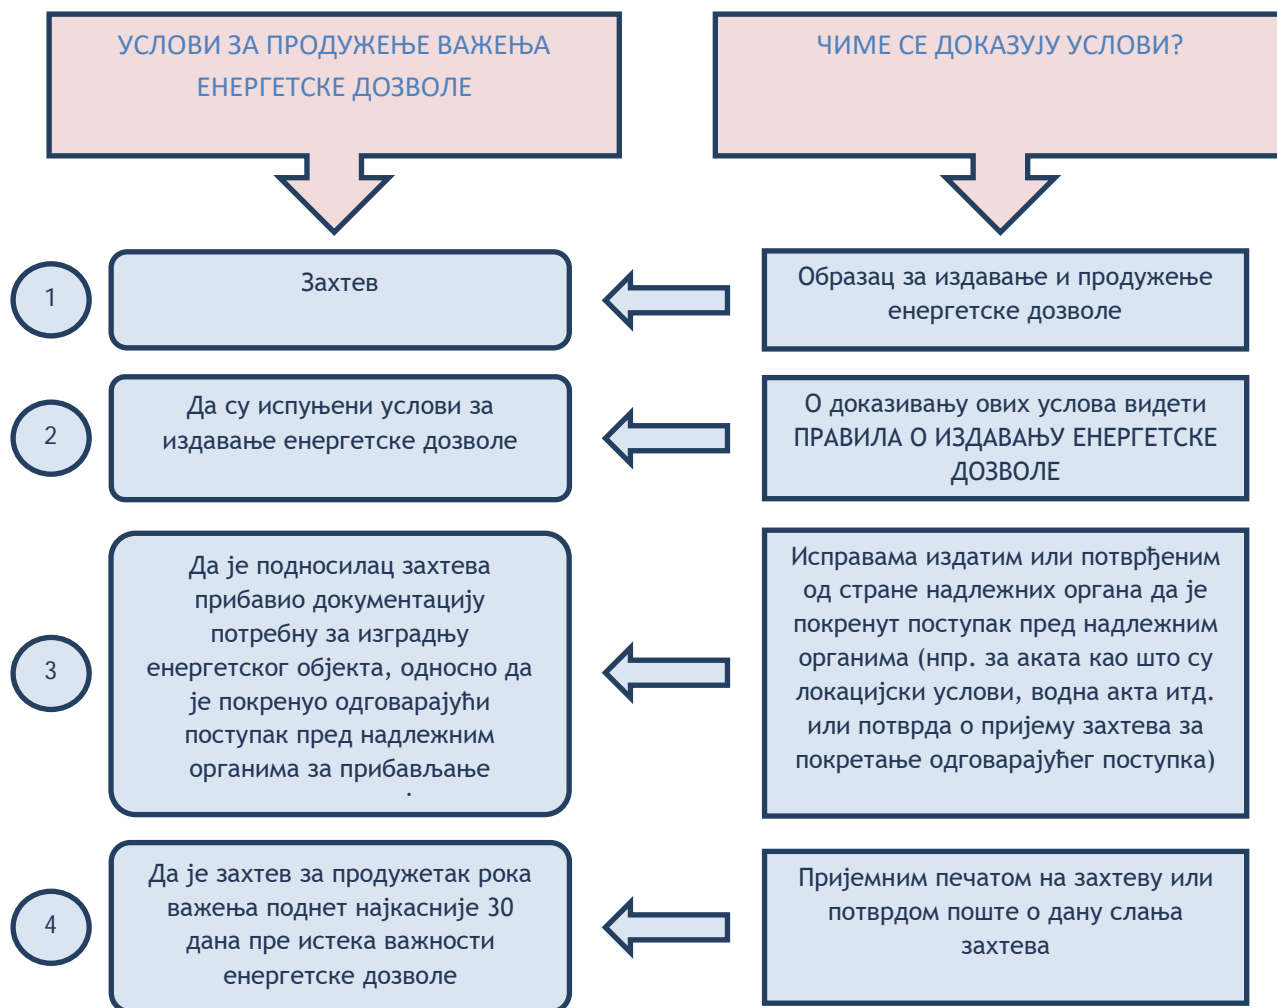 УСЛОВИ ЗА ПРОДУЖЕЊЕ ВАЖЕЊА
ЕНЕРГЕТСКЕ ДОЗВОЛЕ
ЧИМЕ СЕ ДОКАЗУЈУ УСЛОВИ?
1
Захтев
Образац за издавање и продужење
енергетске дозволе
2
Да су испуњени услови за
издавање енергетске дозволе
О доказивању ових услова видети
ПРАВИЛА О ИЗДАВАЊУ ЕНЕРГЕТСКЕ
ДОЗВОЛЕ
3
Да је подносилац захтева
прибавио документацију
потребну за изградњу
енергетског објекта, односно да
је покренуо одговарајући
поступак пред надлежним
органима за прибављање
Исправама издатим или потврђеним
од стране надлежних органа да је
покренут поступак пред надлежним
органима (нпр. за аката као што су
локацијски услови, водна акта итд.
или потврда о пријему захтева за
покретање одговарајућег поступка)
4
Да је захтев за продужетак рока
важења поднет најкасније 30
дана пре истека важности
енергетске дозволе
Пријемним печатом на захтеву или
потврдом поште о дану слања
захтева